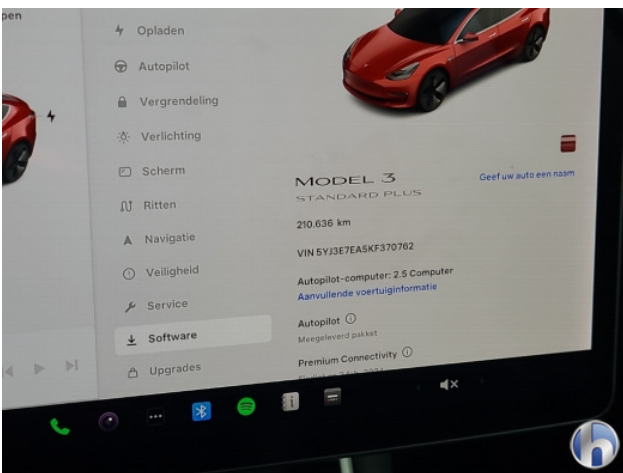 pen
Opladen
Autopilot
Vergrendeling
Verlichting
Scherm
Ritten
Navigatie
Veiligheid
Service
Software
Upgrades
MODEL 3
STANDARD PLUS
Geef uw auto een naam
210.636 km
VIN 5YJ3E7EA5KF370762
Autopilot-computer: 2.5 Computer
Aanvullende voertuiginformatie
Autopilot
Meegeleverd pakket
Premium Connectivity
h